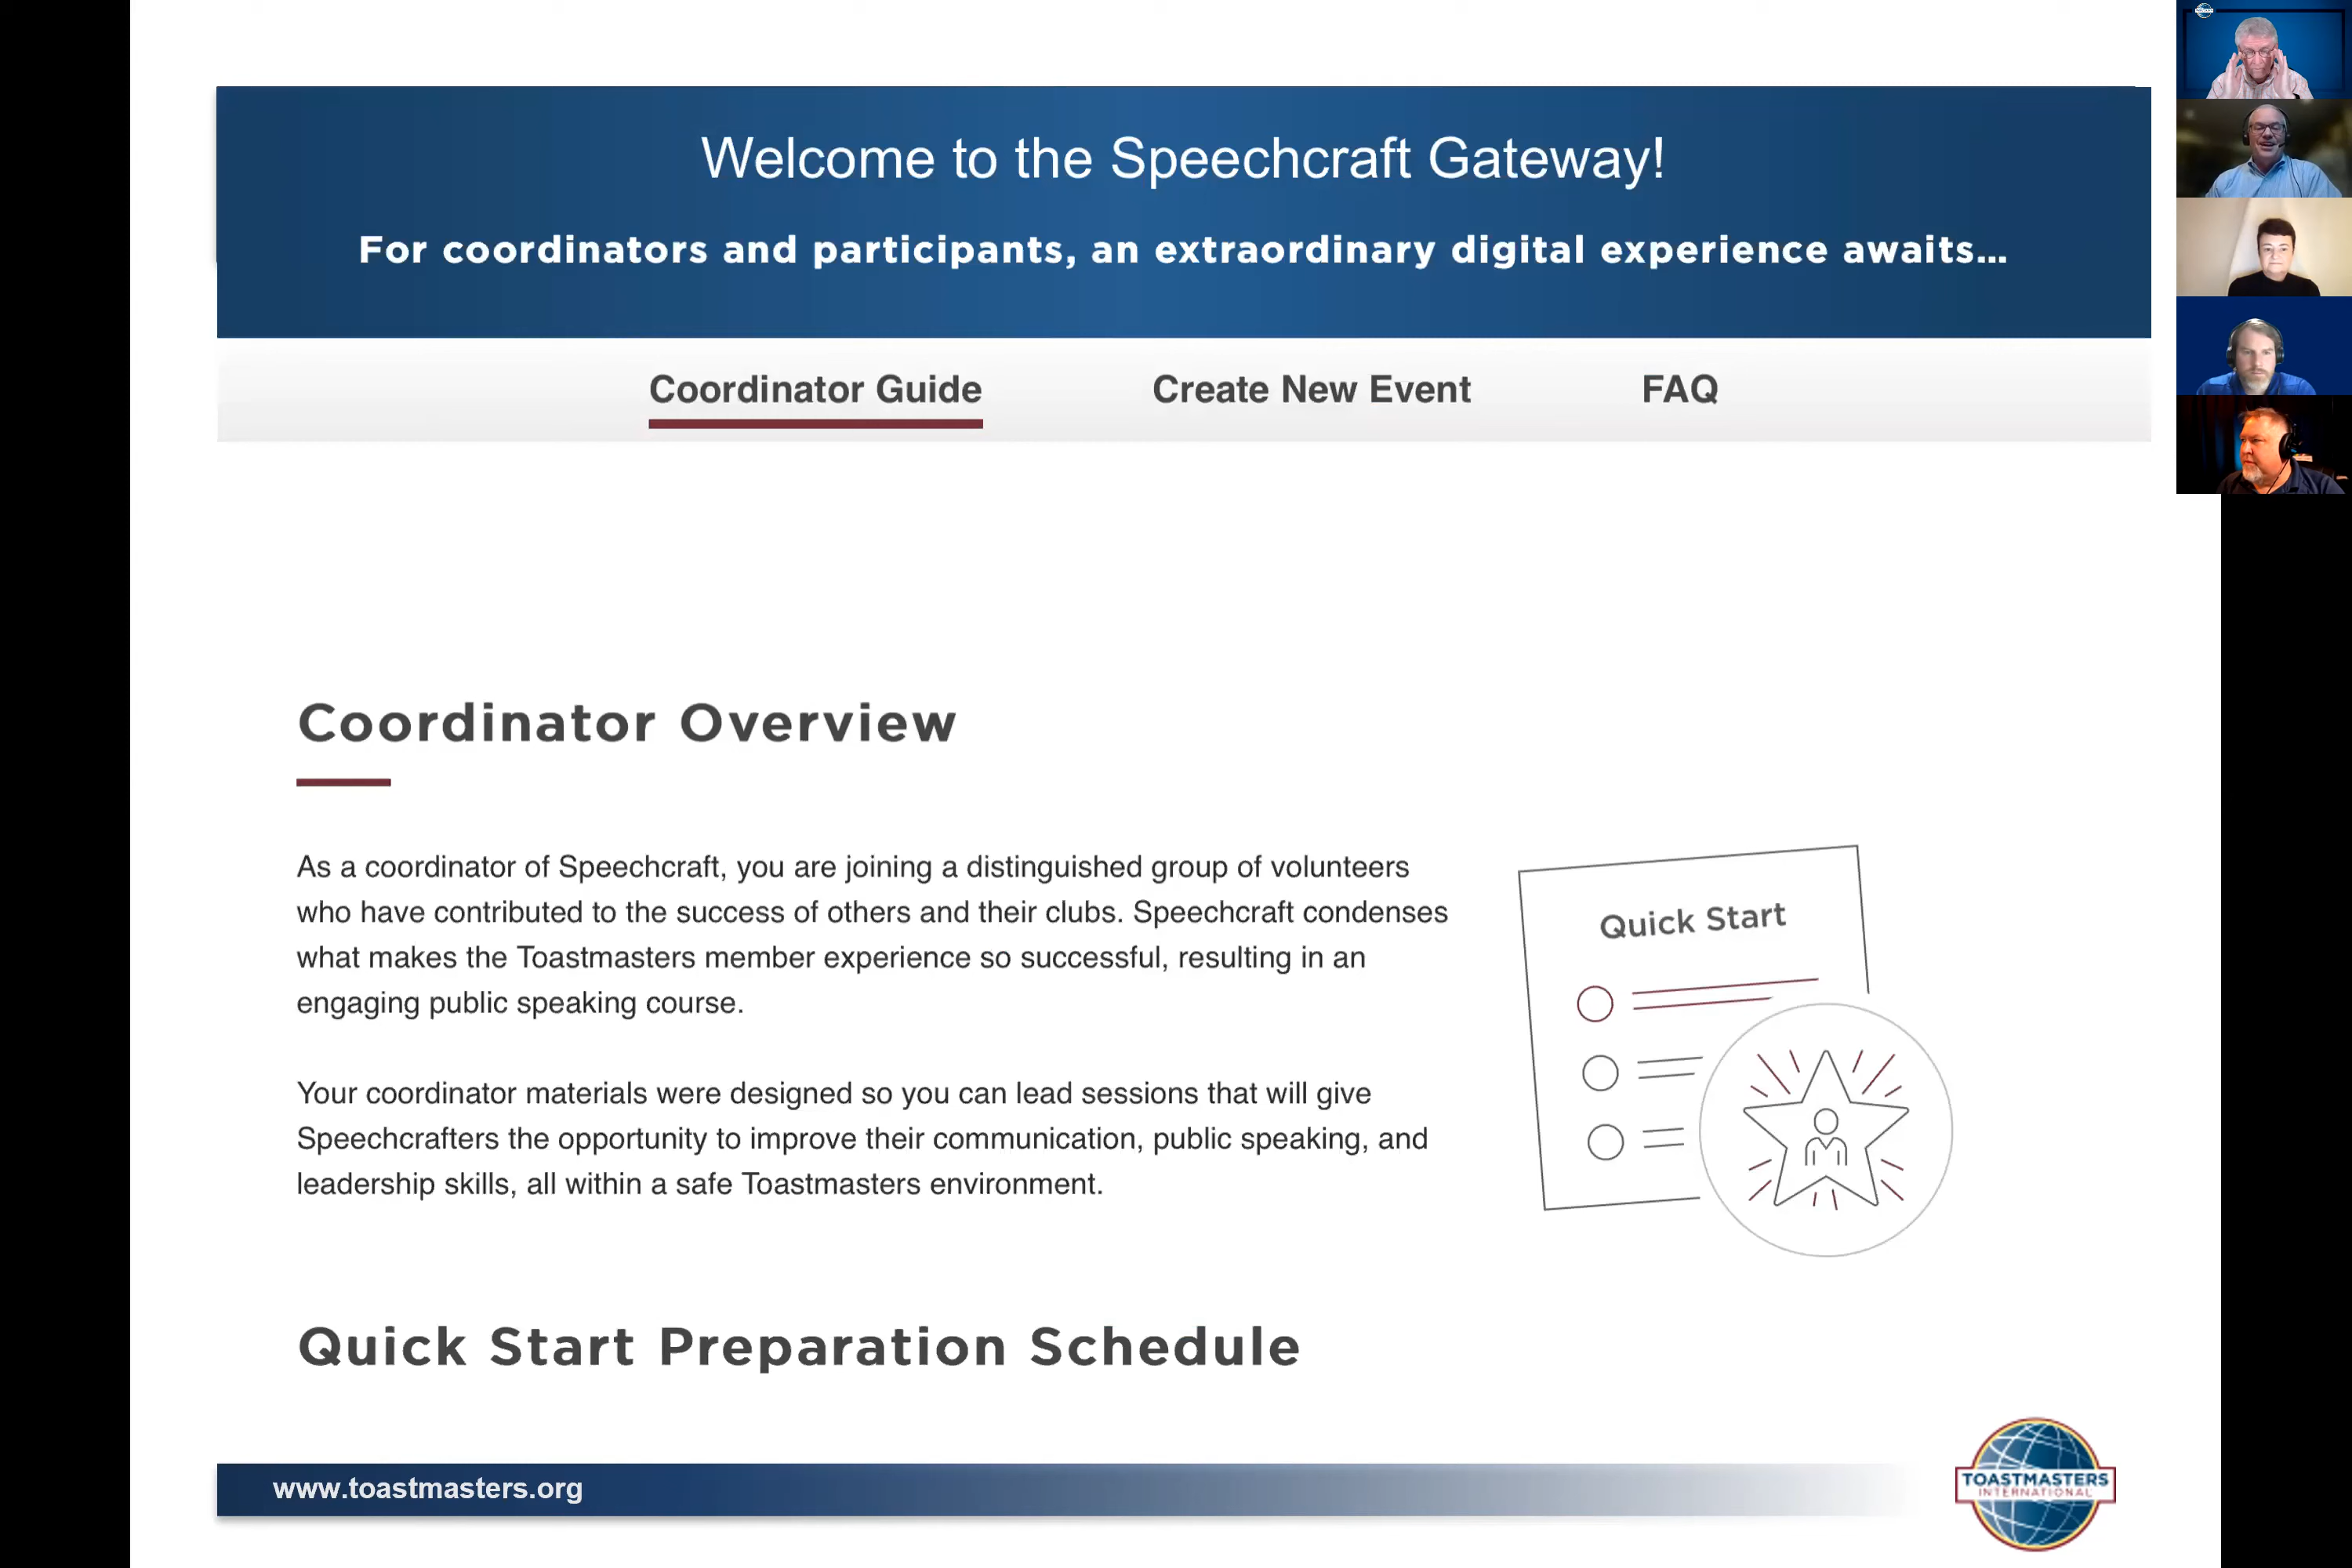 Welcome to the Speechcraft Gateway!
For coordinators and participants, an extraordinary digital experience awaits...
Coordinator Guide
Create New Event
FAQ
Coordinator Overview
As a coordinator of Speechcraft, you are joining a distinguished group of volunteers
who have contributed to the success of others and their clubs. Speechcraft condenses
what makes the Toastmasters member experience so successful, resulting in an
engaging public speaking course.
Your coordinator materials were designed so you can lead sessions that will give
Speechcrafters the opportunity to improve their communication, public speaking, and
leadership skills, all within a safe Toastmasters environment.
Quick Start
Quick Start Preparation Schedule
www.toastmasters.org
TOASTMASTERS
INTERNATIONAL